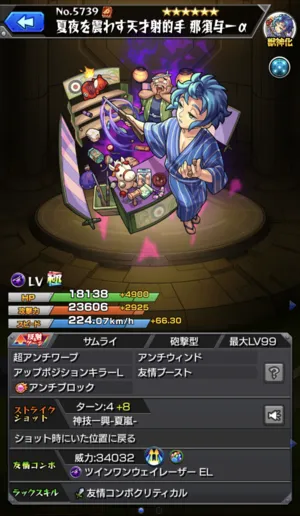 No.5739
夏夜を震わす天才射的手 那須与一α
獣神化
LV 極
HP 18138 +4900
攻撃力 23606 +2925
スピード 224.07km/h +66.30
反射 サムライ 砲撃型 最大LV99
超アンチワープ アンチウィンド
アップポジションキラーL 友情ブースト
アンチブロック
?
ストライクショット ターン:4 +8
神技一興-夏嵐-
ショット時にいた位置に戻る
友情コンボ 威力:34032
ツインワンウェイレーザー EL
ラックスキル 友情コンボクリティカル